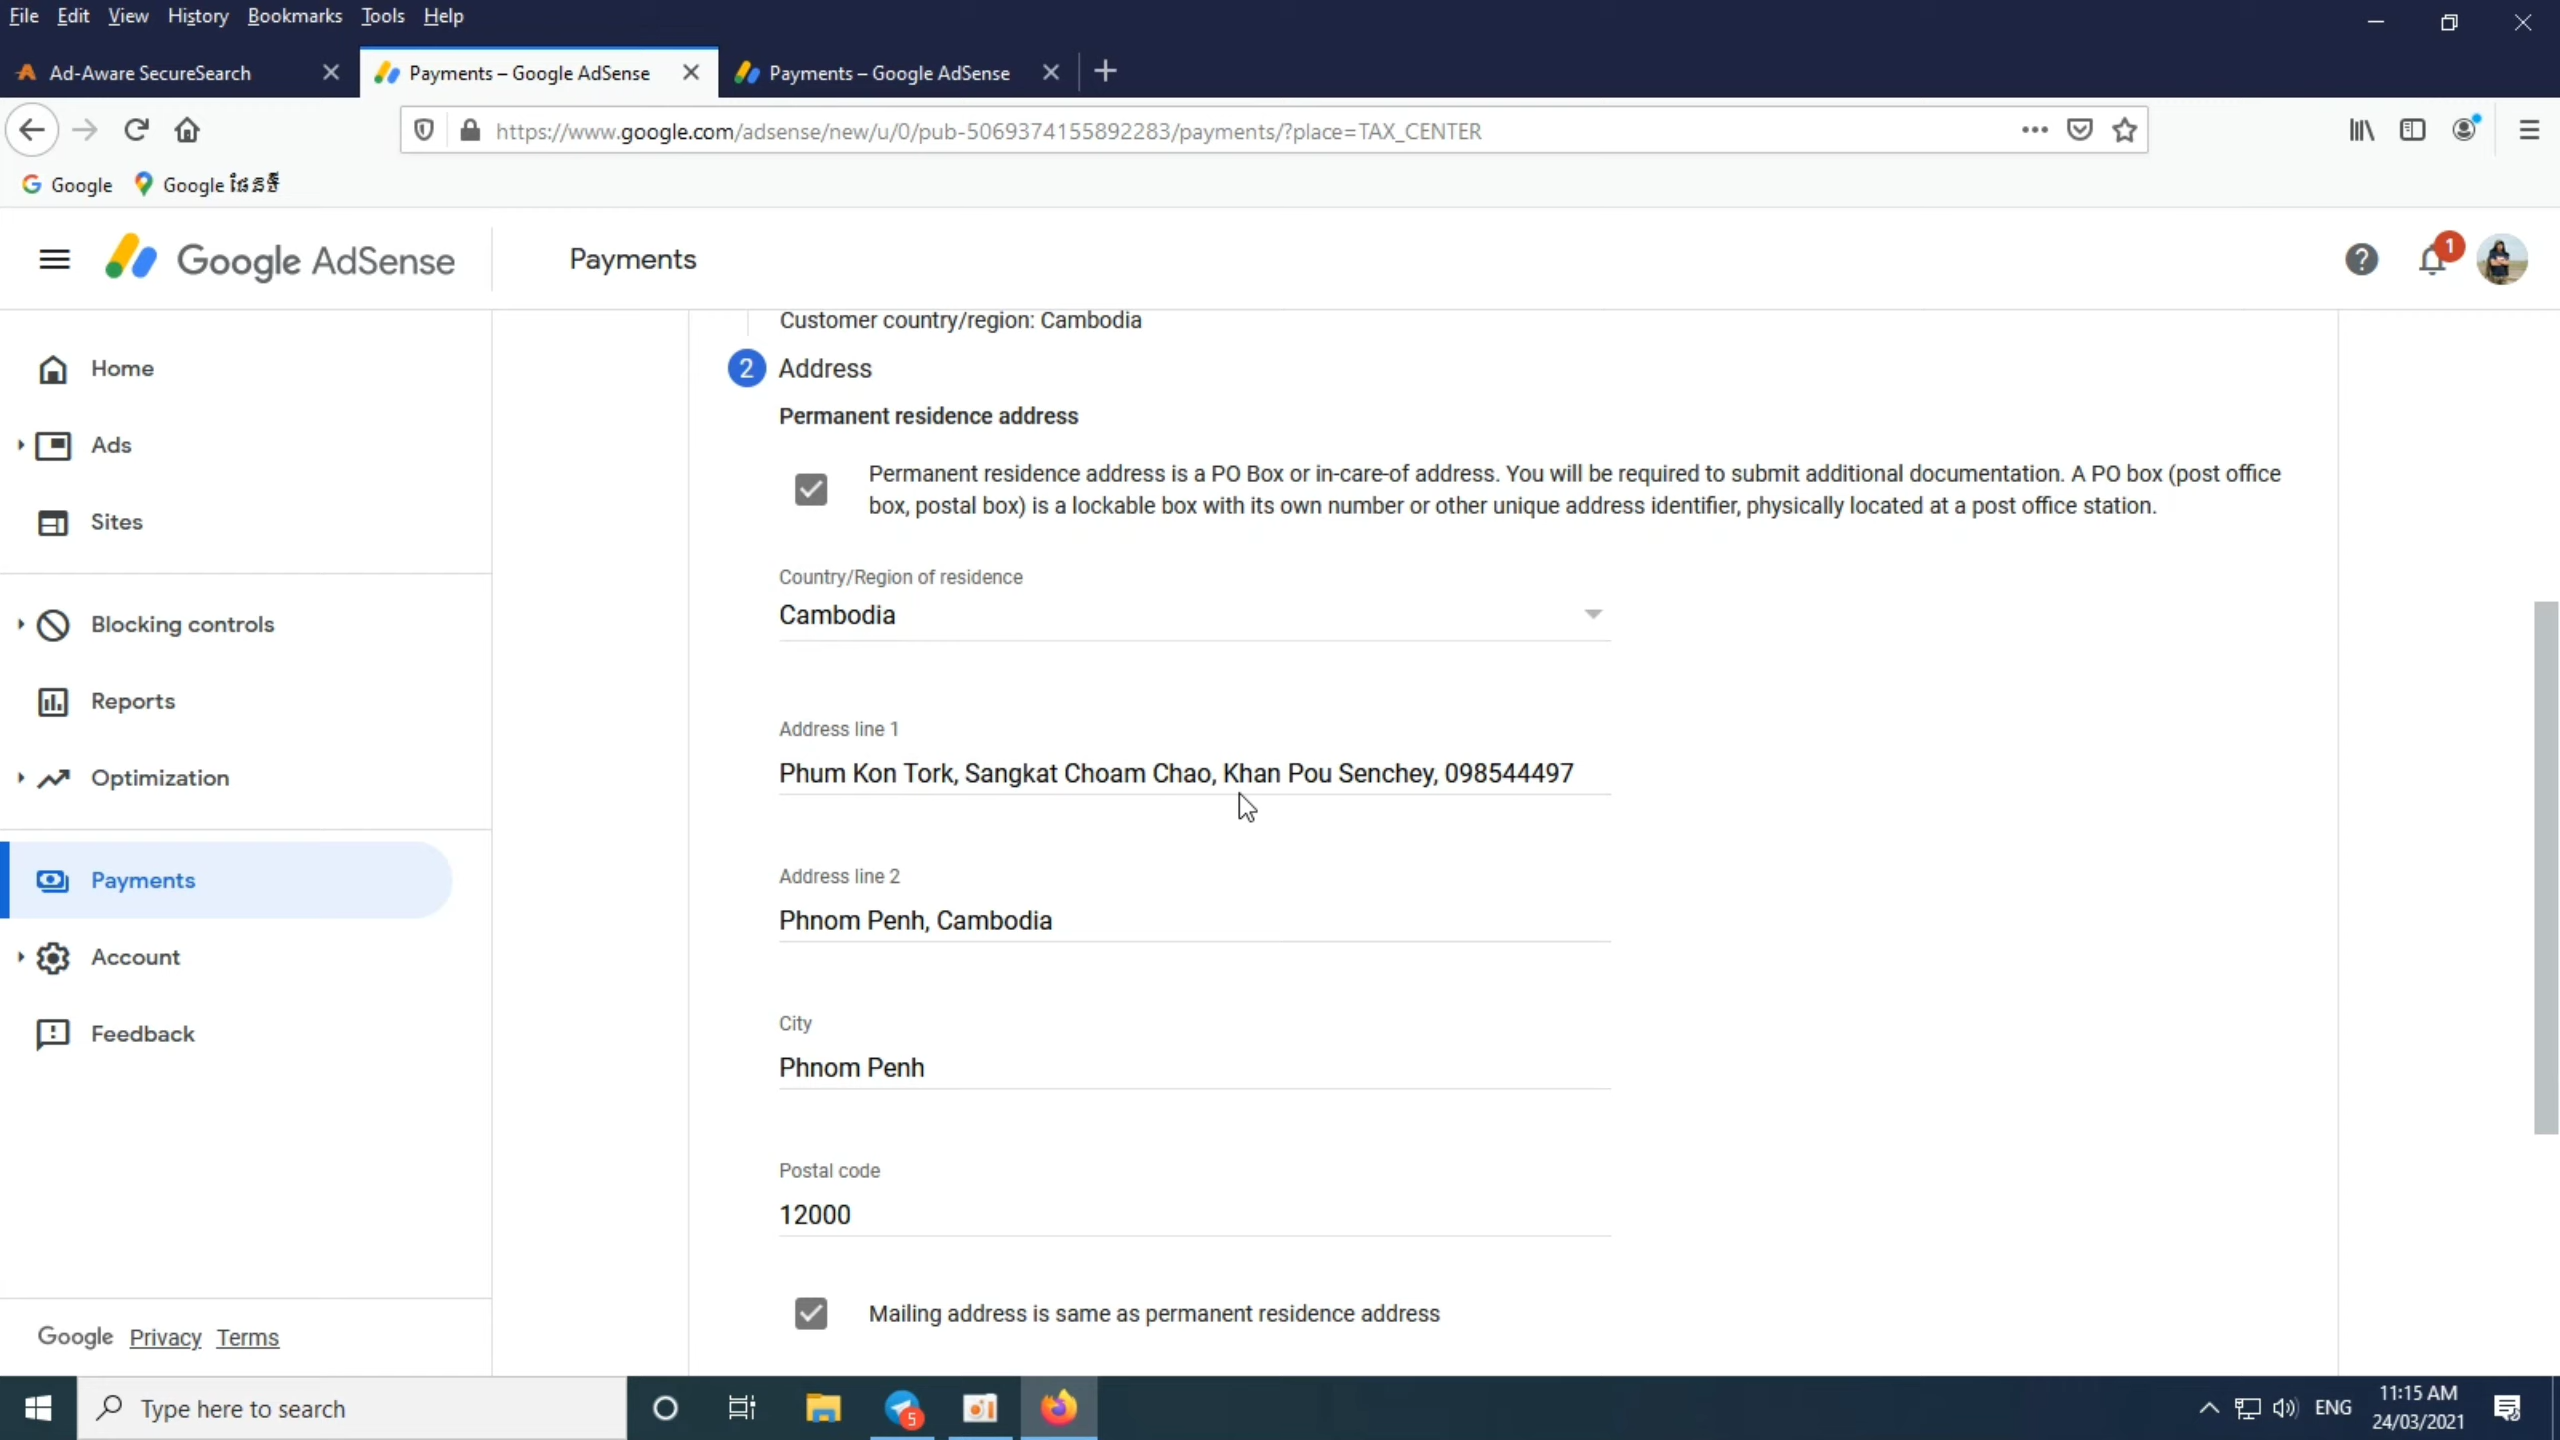 File Edit View History Bookmarks Tools Help
Ad-Aware SecureSearch
Payments – Google AdSense
Payments – Google AdSense
https://www.google.com/adsense/new/u/0/pub-5069374155892283/payments/?place=TAX_CENTER
Google
Google ផែនទី
Google AdSense
Payments
1
Customer country/region: Cambodia
2 Address
Permanent residence address
Permanent residence address is a PO Box or in-care-of address. You will be required to submit additional documentation. A PO box (post office
box, postal box) is a lockable box with its own number or other unique address identifier, physically located at a post office station.
Country/Region of residence
Cambodia
Address line 1
Phum Kon Tork, Sangkat Choam Chao, Khan Pou Senchey, 098544497
Address line 2
Phnom Penh, Cambodia
City
Phnom Penh
Postal code
12000
Mailing address is same as permanent residence address
Home
Ads
Sites
Blocking controls
Reports
Optimization
Payments
Account
Feedback
Google Privacy Terms
Type here to search
5
ENG
11:15 AM
24/03/2021